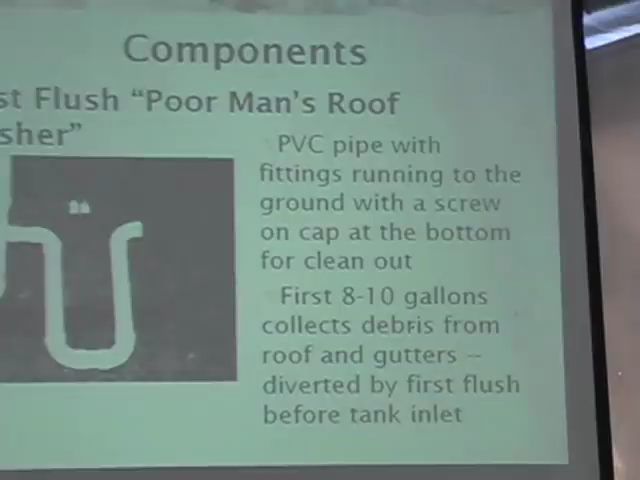 Components
st Flush “Poor Man’s Roof
sher”
PVC pipe with
fittings running to the
ground with a screw
on cap at the bottom
for clean out
First 8-10 gallons
collects debris from
roof and gutters --
diverted by first flush
before tank inlet